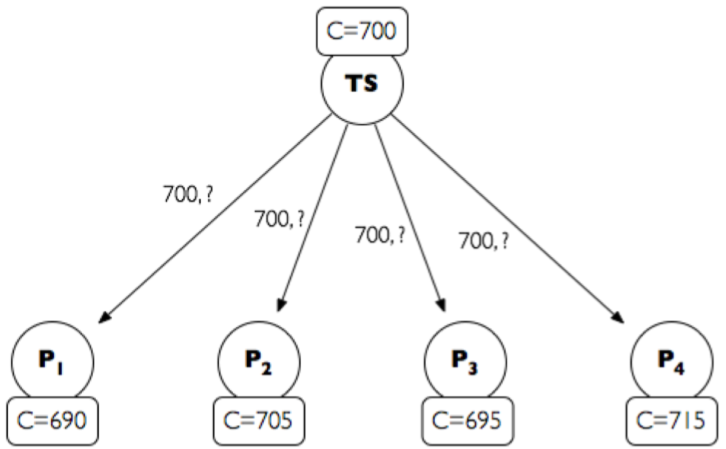 C=700
TS
700,?
700,?
700,?
700,?
P1
P2
P3
P4
C=690
C=705
C=695
C=715